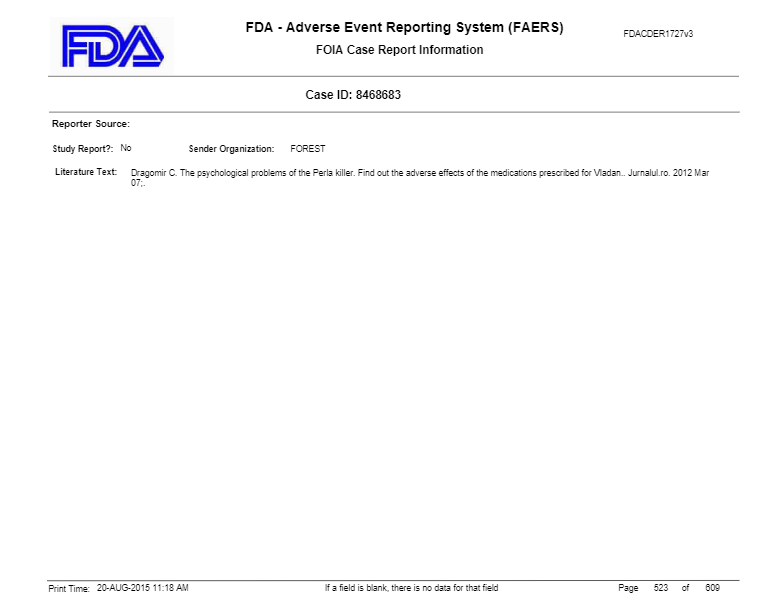 FDA
FDA - Adverse Event Reporting System (FAERS)
FDACDER1727v3
FOIA Case Report Information
Case ID: 8468683
Reporter Source:
Study Report?: No Sender Organization: FOREST
Literature Text: Dragomir C. The psychological problems of the Perla killer. Find out the adverse effects of the medications prescribed for Vladan.. Jurnalul.ro. 2012 Mar
07;.
Print Time: 20-AUG-2015 11:18 AM If a field is blank, there is no data for that field Page 523 of 609